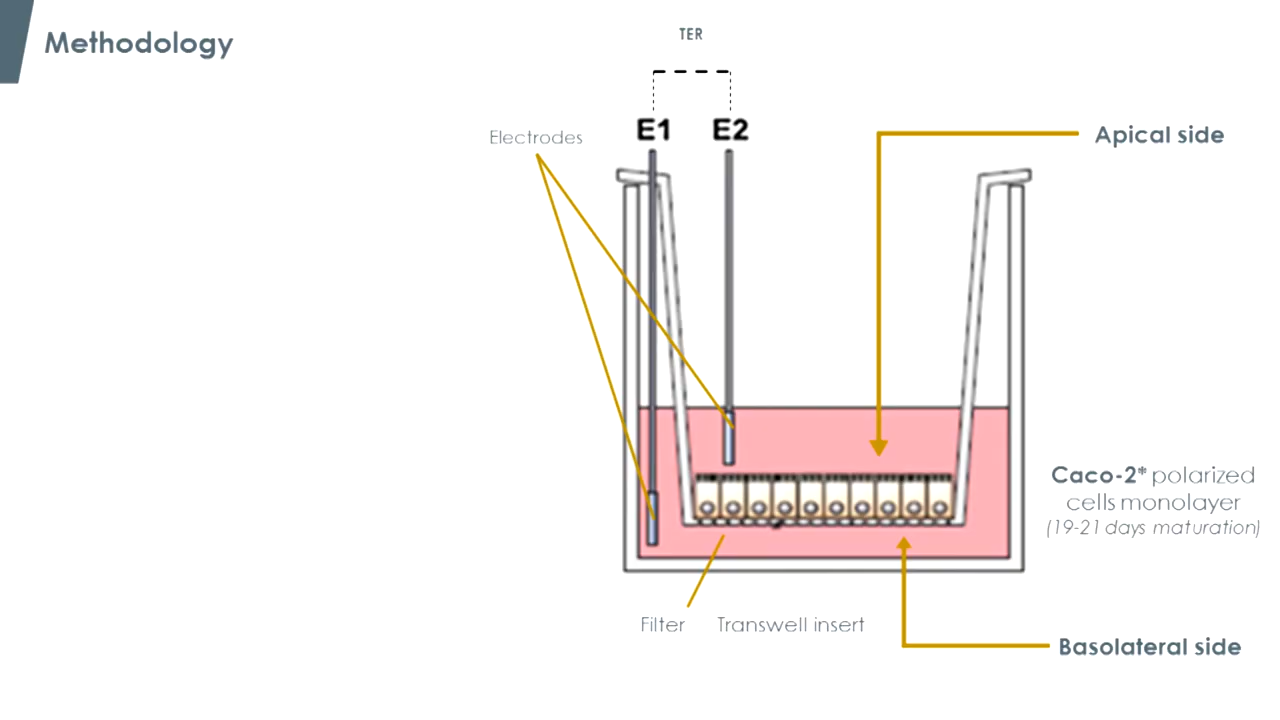 Methodology
TER
Electrodes
E1 E2
Apical side
Caco-2* polarized
cells monolayer
(19-21 days maturation)
Filter
Transwell insert
Basolateral side